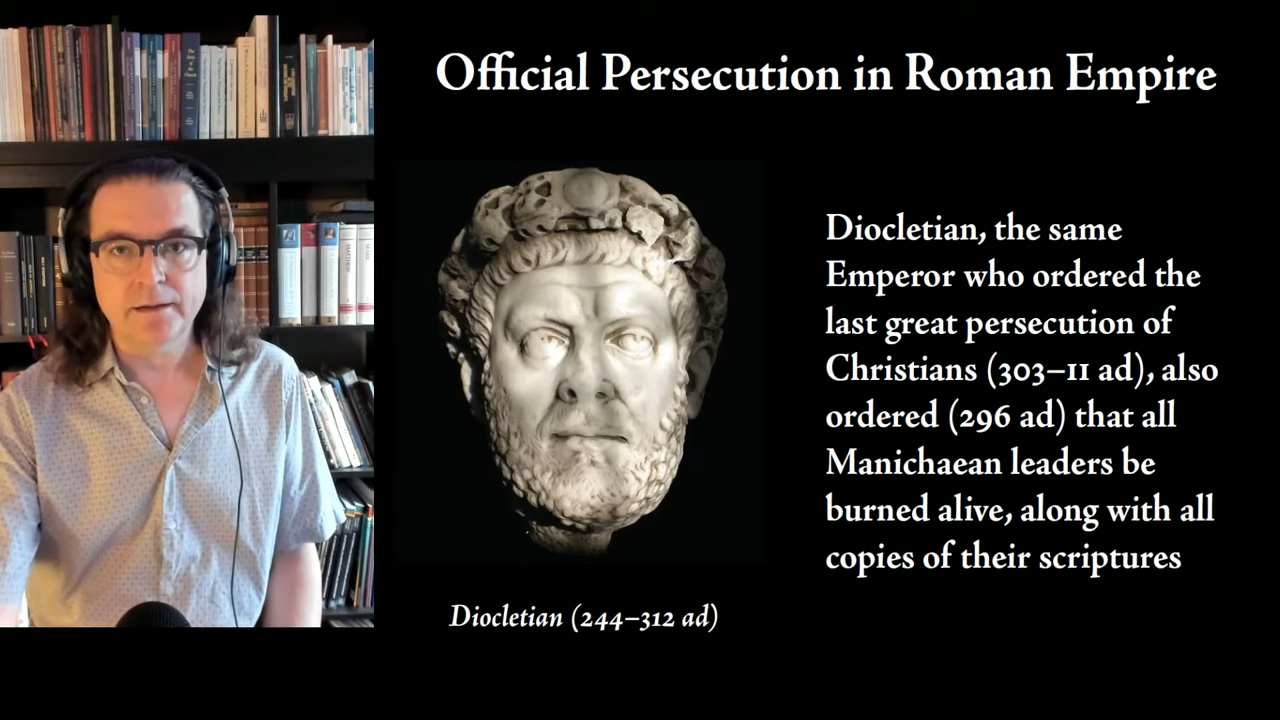 Official Persecution in Roman Empire
Diocletian, the same
Emperor who ordered the
last great persecution of
Christians (303–11 ad), also
ordered (296 ad) that all
Manichaean leaders be
burned alive, along with all
copies of their scriptures
Diocletian (244–312 ad)